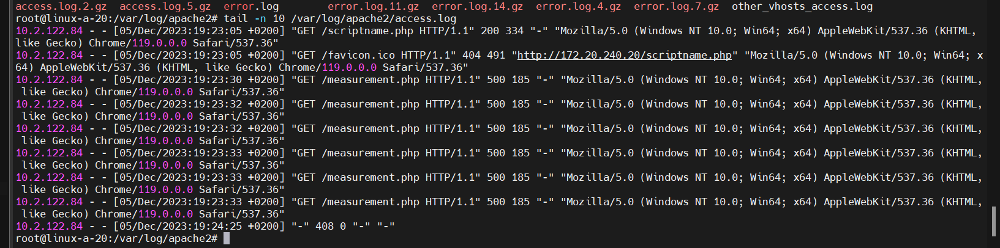 access.log.2.gz  access.log.5.gz  error.log        error.log.11.gz  error.log.14.gz  error.log.4.gz  error.log.7.gz  other_vhosts_access.log
root@linux-a-20:/var/log/apache2# tail -n 10 /var/log/apache2/access.log
10.2.122.84 - - [05/Dec/2023:19:23:05 +0200] "GET /scriptname.php HTTP/1.1" 200 334 "-" "Mozilla/5.0 (Windows NT 10.0; Win64; x64) AppleWebKit/537.36 (KHTML,
like Gecko) Chrome/119.0.0.0 Safari/537.36"
10.2.122.84 - - [05/Dec/2023:19:23:05 +0200] "GET /favicon.ico HTTP/1.1" 404 491 "http://172.20.240.20/scriptname.php" "Mozilla/5.0 (Windows NT 10.0; Win64; x
64) AppleWebKit/537.36 (KHTML, like Gecko) Chrome/119.0.0.0 Safari/537.36"
10.2.122.84 - - [05/Dec/2023:19:23:30 +0200] "GET /measurement.php HTTP/1.1" 500 185 "-" "Mozilla/5.0 (Windows NT 10.0; Win64; x64) AppleWebKit/537.36 (KHTML,
 like Gecko) Chrome/119.0.0.0 Safari/537.36"
10.2.122.84 - - [05/Dec/2023:19:23:32 +0200] "GET /measurement.php HTTP/1.1" 500 185 "-" "Mozilla/5.0 (Windows NT 10.0; Win64; x64) AppleWebKit/537.36 (KHTML,
 like Gecko) Chrome/119.0.0.0 Safari/537.36"
10.2.122.84 - - [05/Dec/2023:19:23:32 +0200] "GET /measurement.php HTTP/1.1" 500 185 "-" "Mozilla/5.0 (Windows NT 10.0; Win64; x64) AppleWebKit/537.36 (KHTML,
 like Gecko) Chrome/119.0.0.0 Safari/537.36"
10.2.122.84 - - [05/Dec/2023:19:23:33 +0200] "GET /measurement.php HTTP/1.1" 500 185 "-" "Mozilla/5.0 (Windows NT 10.0; Win64; x64) AppleWebKit/537.36 (KHTML,
 like Gecko) Chrome/119.0.0.0 Safari/537.36"
10.2.122.84 - - [05/Dec/2023:19:23:33 +0200] "GET /measurement.php HTTP/1.1" 500 185 "-" "Mozilla/5.0 (Windows NT 10.0; Win64; x64) AppleWebKit/537.36 (KHTML,
 like Gecko) Chrome/119.0.0.0 Safari/537.36"
10.2.122.84 - - [05/Dec/2023:19:23:33 +0200] "GET /measurement.php HTTP/1.1" 500 185 "-" "Mozilla/5.0 (Windows NT 10.0; Win64; x64) AppleWebKit/537.36 (KHTML,
 like Gecko) Chrome/119.0.0.0 Safari/537.36"
10.2.122.84 - - [05/Dec/2023:19:24:25 +0200] "-" 408 0 "-" "-"
root@linux-a-20:/var/log/apache2#